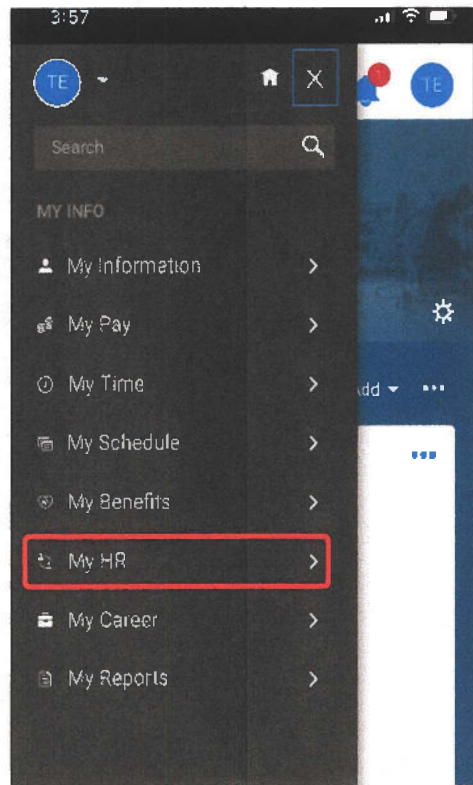 3:57
TE
TE
Search
MY INFO
My Information
My Pay
My Time
dd
My Schedule
My Benefits
My HR
My Career
My Reports